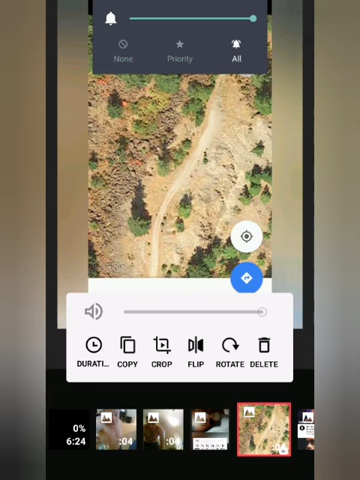 None Priority All
DURATI... COPY CROP FLIP ROTATE DELETE
0%
6:24
:04
:04